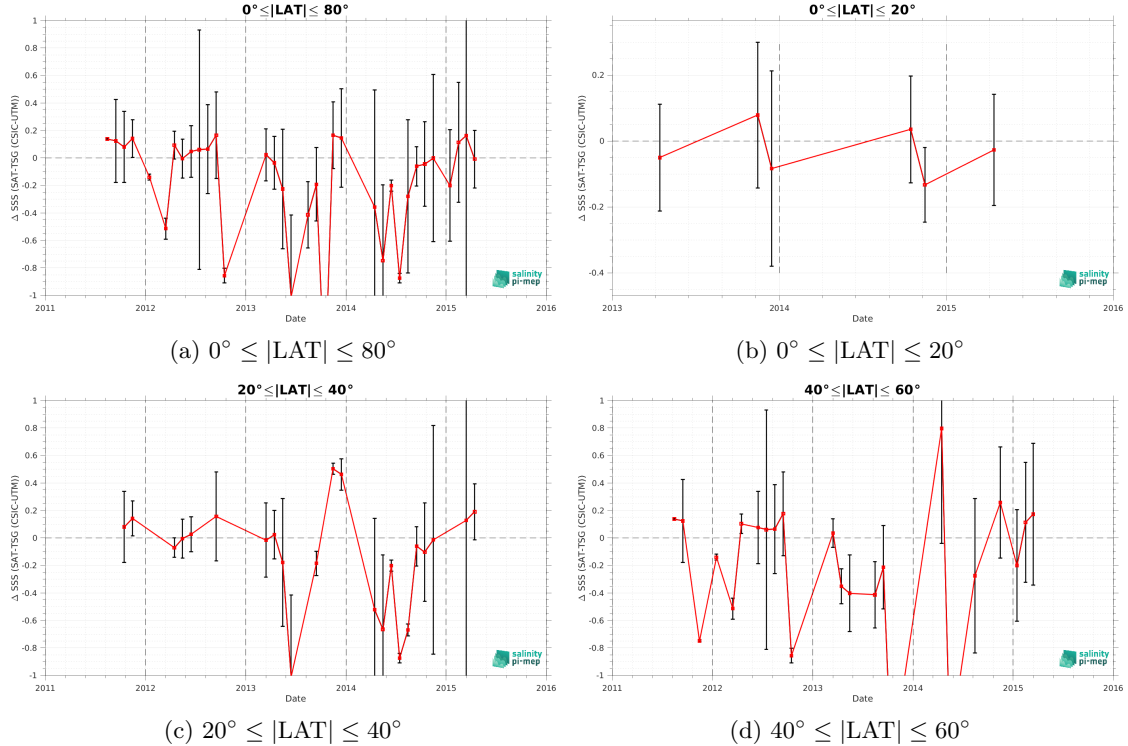 0°≤|LAT|≤ 80°
Δ SSS (SAT-TSG (CSIC-UTM))
1
0.8
0.6
0.4
0.2
0
-0.2
-0.4
-0.6
-0.8
-1
2011 2012 2013 2014 2015 2016
Date
salinity
pi-mep
(a) 0° ≤ |LAT| ≤ 80°
0°≤|LAT|≤ 20°
Δ SSS (SAT-TSG (CSIC-UTM))
0.2
0
-0.2
-0.4
2013 2014 2015 2016
Date
salinity
pi-mep
(b) 0° ≤ |LAT| ≤ 20°
20°≤|LAT|≤ 40°
Δ SSS (SAT-TSG (CSIC-UTM))
1
0.8
0.6
0.4
0.2
0
-0.2
-0.4
-0.6
-0.8
-1
2011 2012 2013 2014 2015 2016
Date
salinity
pi-mep
(c) 20° ≤ |LAT| ≤ 40°
40°≤|LAT|≤ 60°
Δ SSS (SAT-TSG (CSIC-UTM))
1
0.8
0.6
0.4
0.2
0
-0.2
-0.4
-0.6
-0.8
-1
2011 2012 2013 2014 2015 2016
Date
salinity
pi-mep
(d) 40° ≤ |LAT| ≤ 60°